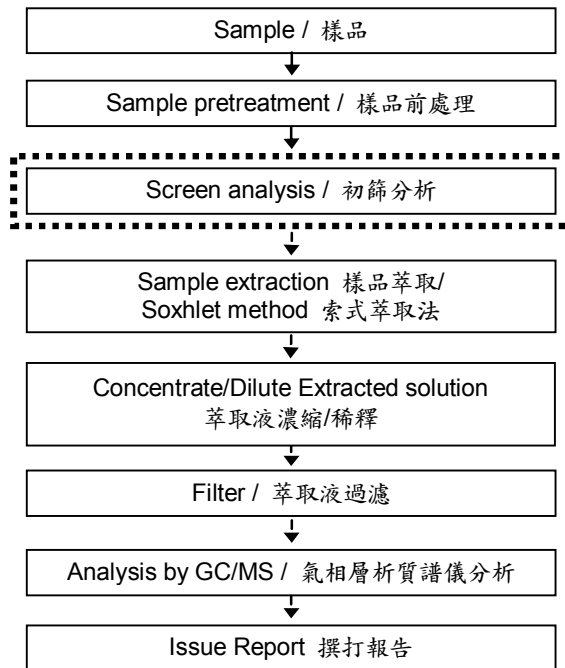 Sample / 樣品
Sample pretreatment / 樣品前處理
Screen analysis / 初篩分析
Sample extraction 樣品萃取/
Soxhlet method 索式萃取法
Concentrate/Dilute Extracted solution
萃取液濃縮/稀釋
Filter / 萃取液過濾
Analysis by GC/MS / 氣相層析質譜儀分析
Issue Report 撰打報告